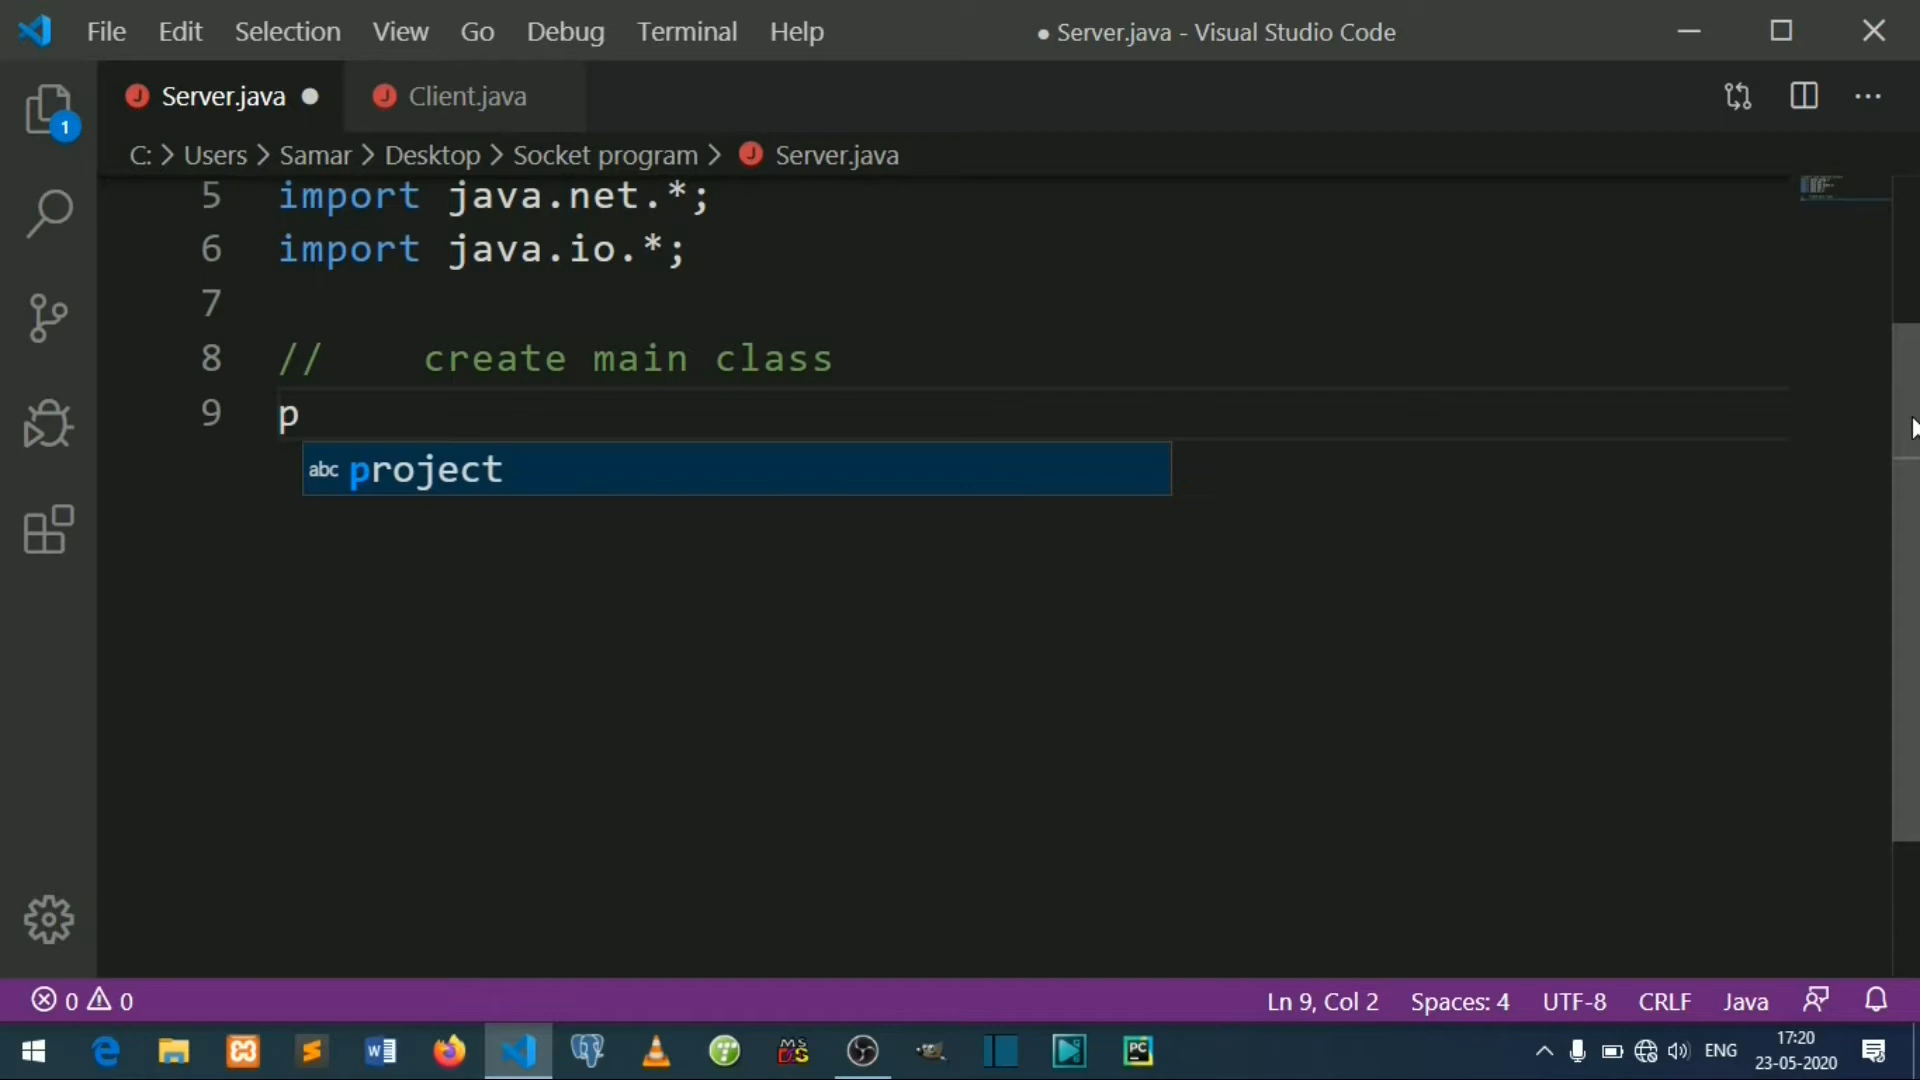 File Edit Selection View Go Debug Terminal Help ● Server.java - Visual Studio Code
Server.java ● Client.java
C: > Users > Samar > Desktop > Socket program > Server.java
5 import java.net.*;
6 import java.io.*;
7
8 //    create main class
9 p
abc project
1
0 0 Ln 9, Col 2 Spaces: 4 UTF-8 CRLF Java
ENG 17:20
23-05-2020